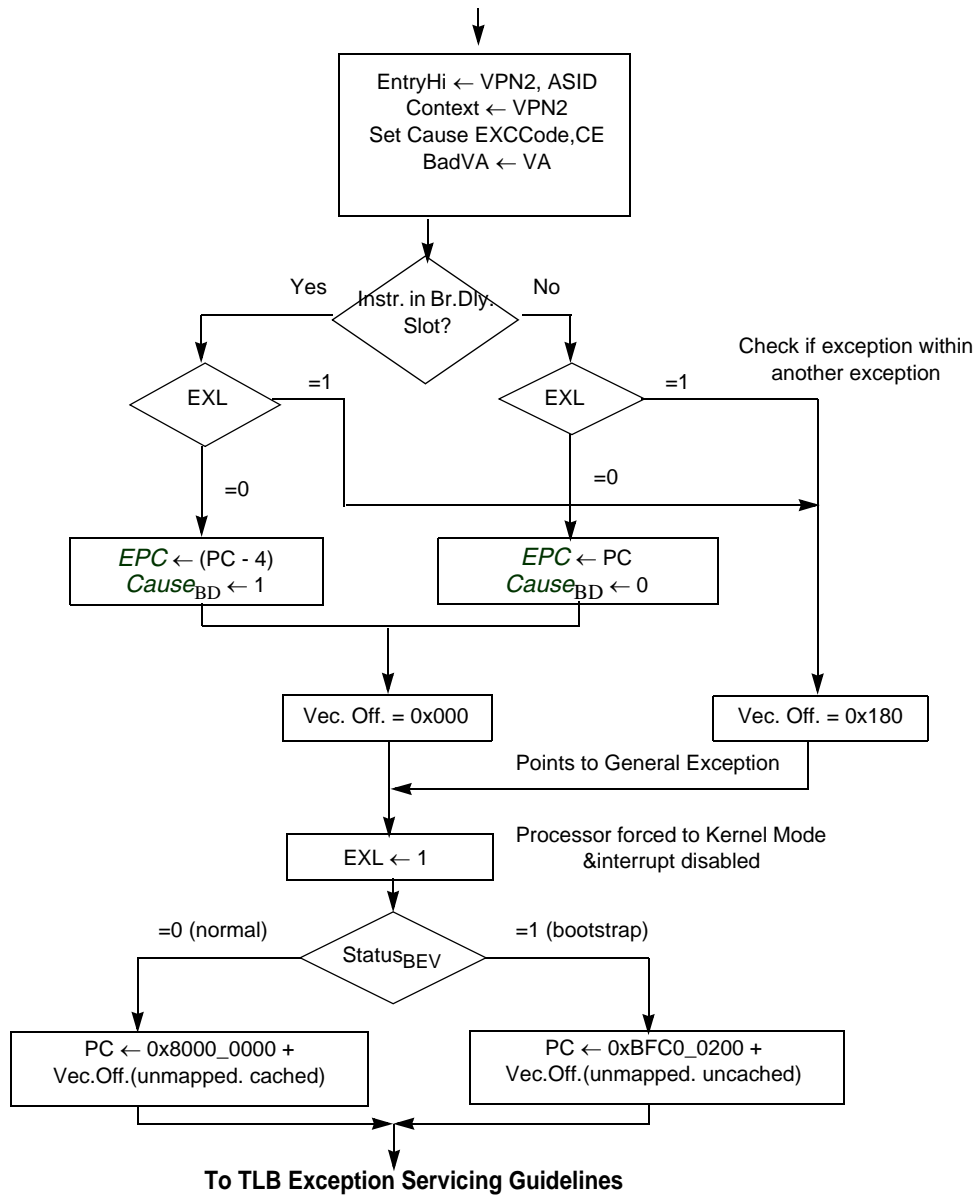 EntryHi ← VPN2, ASID
Context ← VPN2
Set Cause EXCCode,CE
BadVA ← VA
Yes
Instr. in Br.Dly.
Slot?
No
Check if exception within
another exception
EXL
=1
EXL
=1
=0
=0
EPC ← (PC - 4)
CauseBD ← 1
EPC ← PC
CauseBD ← 0
Vec. Off. = 0x000
Vec. Off. = 0x180
Points to General Exception
EXL ← 1
Processor forced to Kernel Mode
&interrupt disabled
=0 (normal)
=1 (bootstrap)
StatusBEV
PC ← 0x8000_0000 +
Vec.Off.(unmapped. cached)
PC ← 0xBFC0_0200 +
Vec.Off.(unmapped. uncached)
To TLB Exception Servicing Guidelines